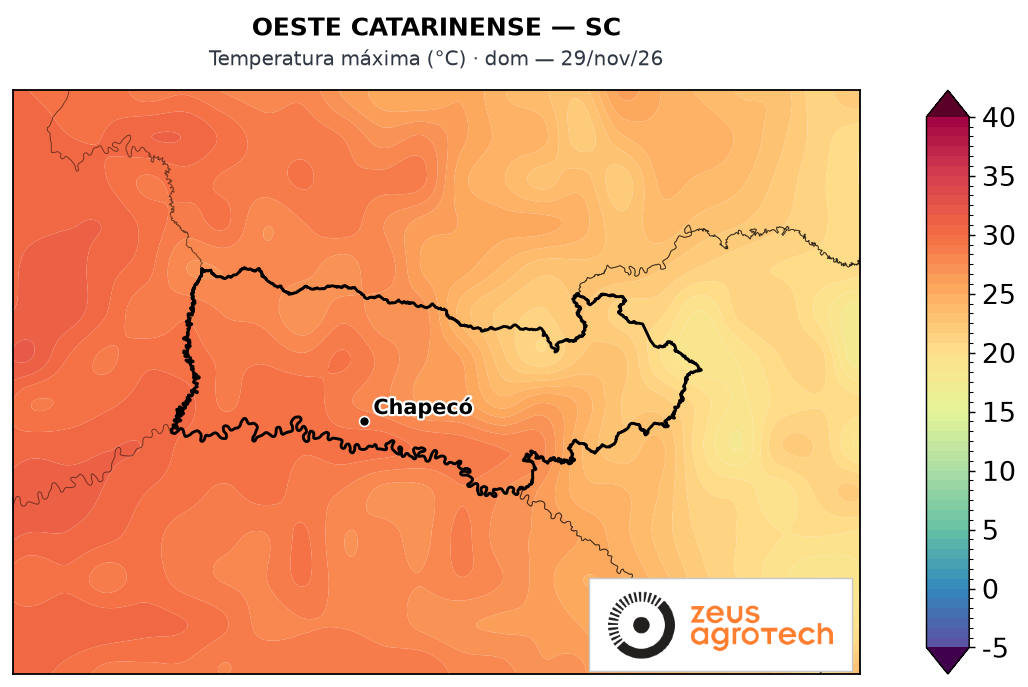 OESTE CATARINENSE — SC
Temperatura máxima (°C) · dom — 29/nov/26
40
35
30
25
20
15
10
5
0
-5
Chapecó
zeus
agrotech